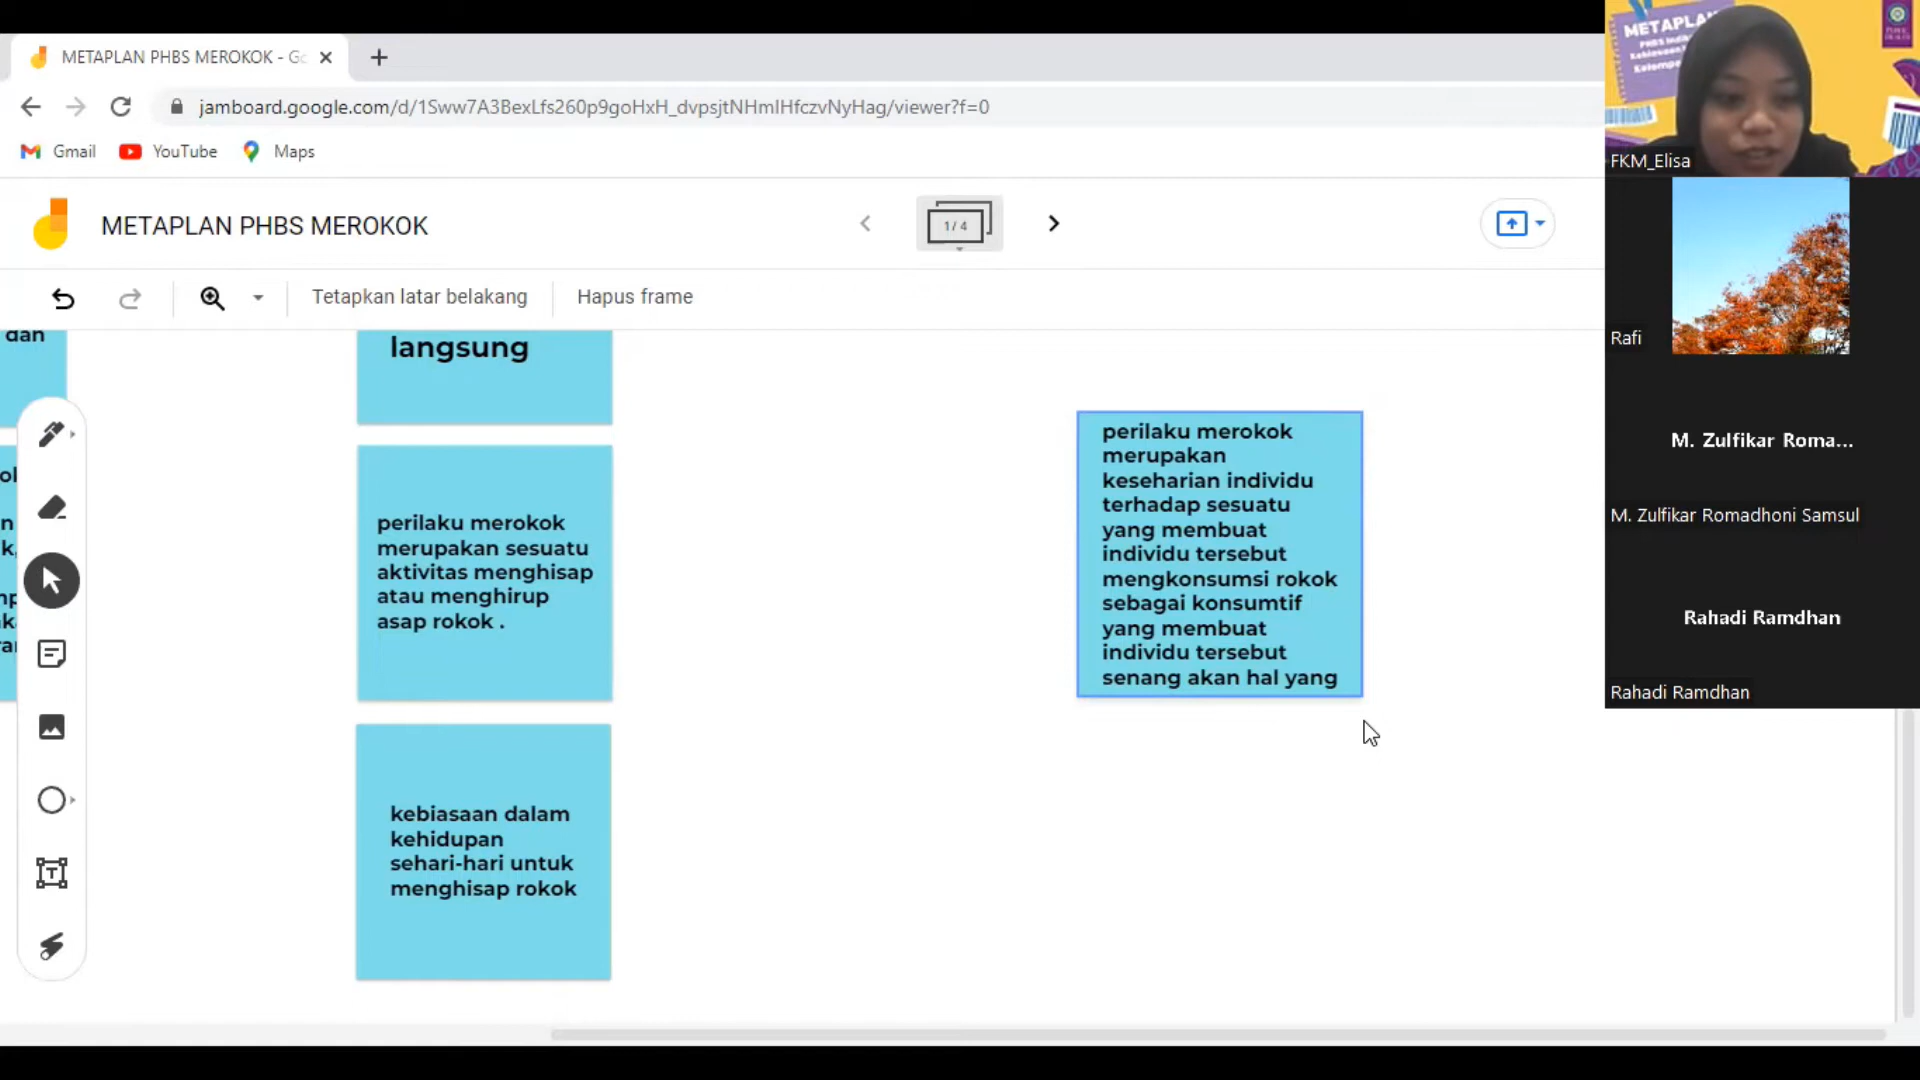 METAPLAN PHBS MEROKOK - Go
jamboard.google.com/d/1Sww7A3BexLfs260p9goHxH_dvpsjtNHmIHfczvNyHag/viewer?f=0
Gmail
YouTube
Maps
METAPLAN PHBS MEROKOK
1 / 4
Tetapkan latar belakang
Hapus frame
dan
langsung
perilaku merokok
merupakan sesuatu
aktivitas menghisap
atau menghirup
asap rokok .
kebiasaan dalam
kehidupan
sehari-hari untuk
menghisap rokok
perilaku merokok
merupakan
keseharian individu
terhadap sesuatu
yang membuat
individu tersebut
mengkonsumsi rokok
sebagai konsumtif
yang membuat
individu tersebut
senang akan hal yang
METAPLAN
FKM_Elisa
Rafi
M. Zulfikar Roma...
M. Zulfikar Romadhoni Samsul
Rahadi Ramdhan
Rahadi Ramdhan